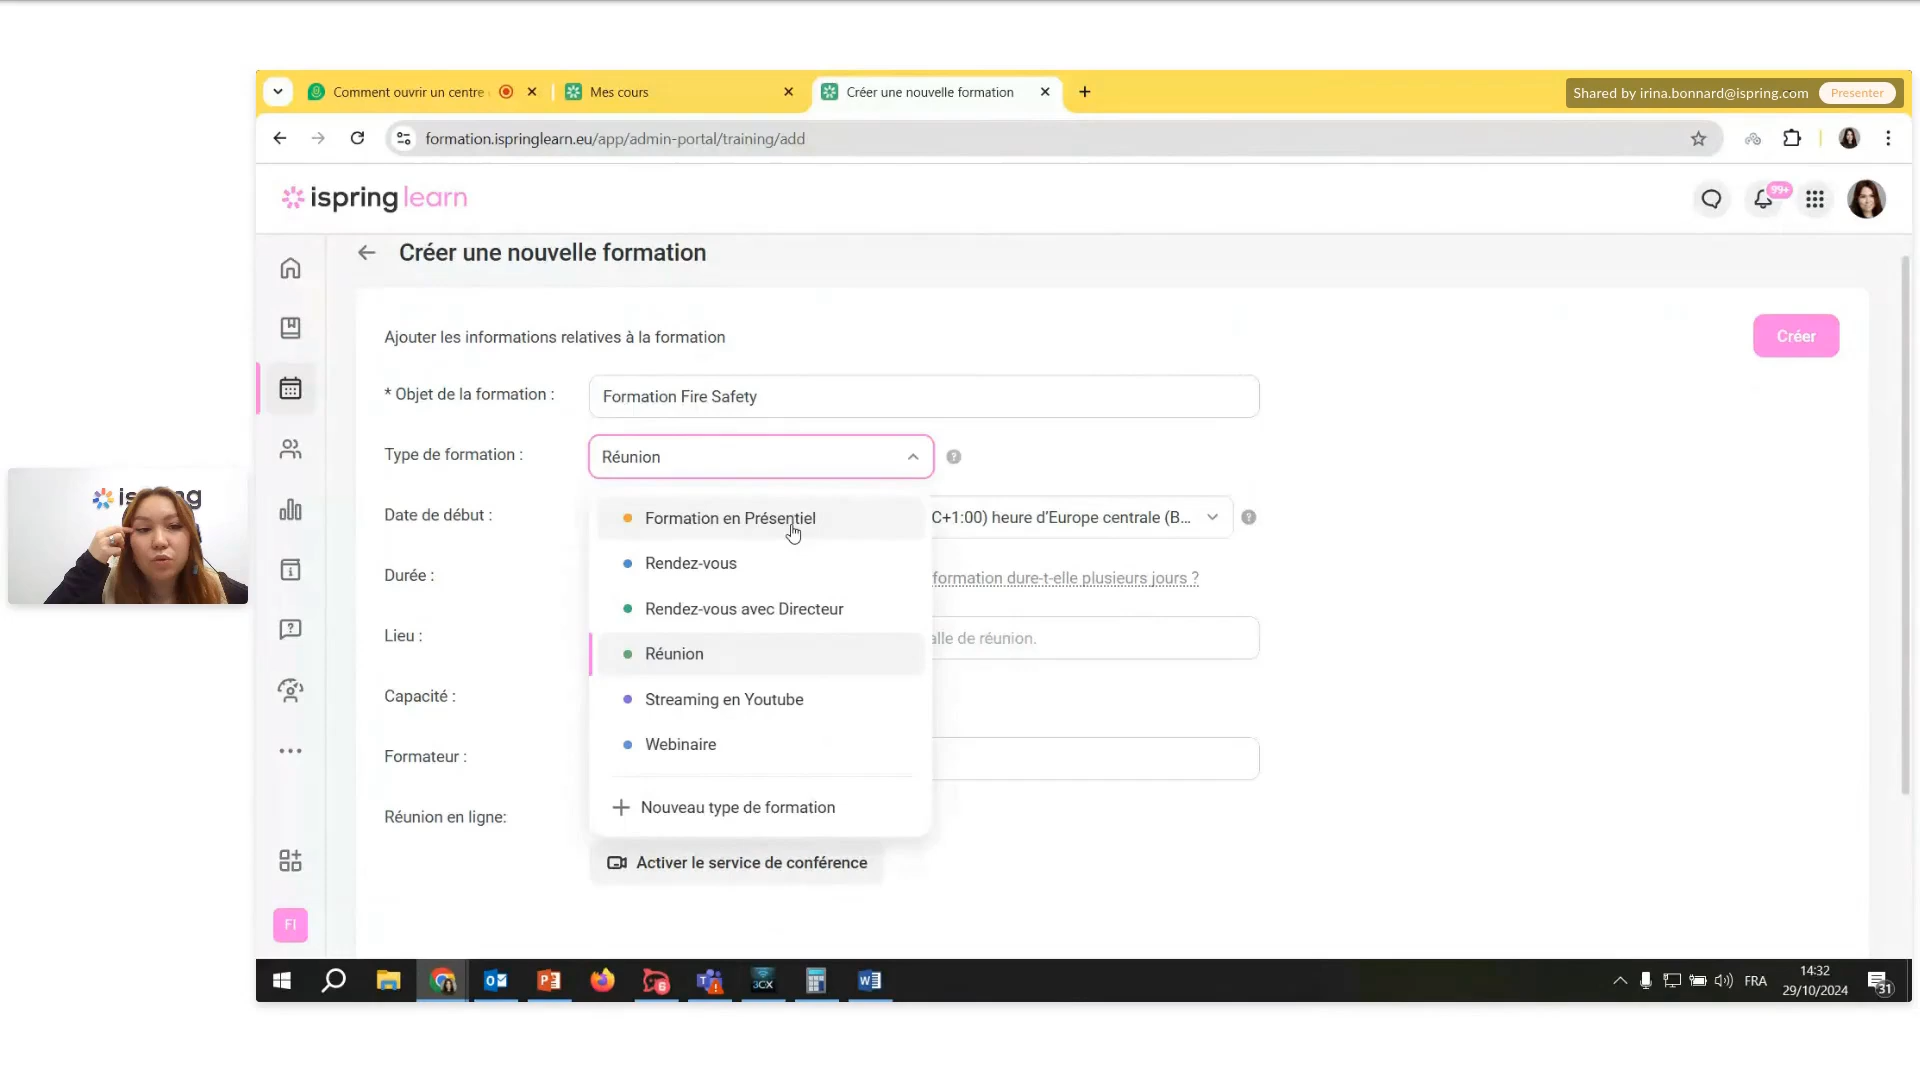 Comment ouvrir un centre
Mes cours
Créer une nouvelle formation
Shared by irina.bonnard@ispring.com
Presenter
formation.ispringlearn.eu/app/admin-portal/training/add
ispring learn
99+
Créer une nouvelle formation
Ajouter les informations relatives à la formation
Créer
* Objet de la formation :
Formation Fire Safety
Type de formation :
Réunion
Date de début :
Formation en Présentiel
C+1:00) heure d'Europe centrale (B...
Rendez-vous
Durée :
formation dure-t-elle plusieurs jours ?
Rendez-vous avec Directeur
Lieu :
alle de réunion.
Réunion
Capacité :
Streaming en Youtube
Webinaire
Formateur :
Nouveau type de formation
Réunion en ligne:
Activer le service de conférence
FI
3CX
FRA
14:32
29/10/2024
31